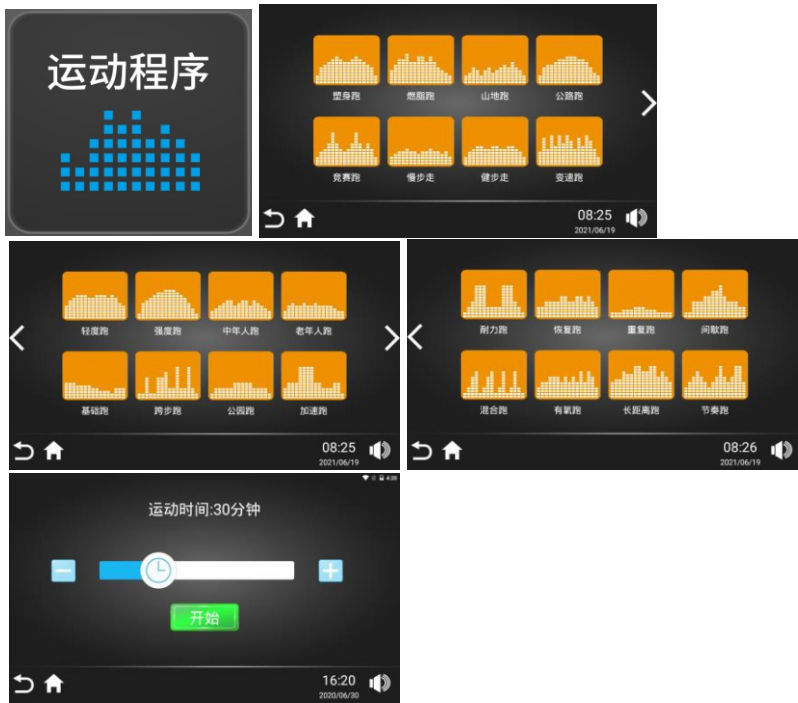 运动程序
塑身跑 燃脂跑 山地跑 公路跑
竞赛跑 慢步走 健步走 变速跑
08:25
2021/06/19
轻度跑 强度跑 中年人跑 老年人跑
基础跑 跨步跑 公园跑 加速跑
08:25
2021/06/19
耐力跑 恢复跑 重复跑 间歇跑
混合跑 有氧跑 长距离跑 节奏跑
08:26
2021/06/19
运动时间:30分钟
开始
16:20
2020/06/30